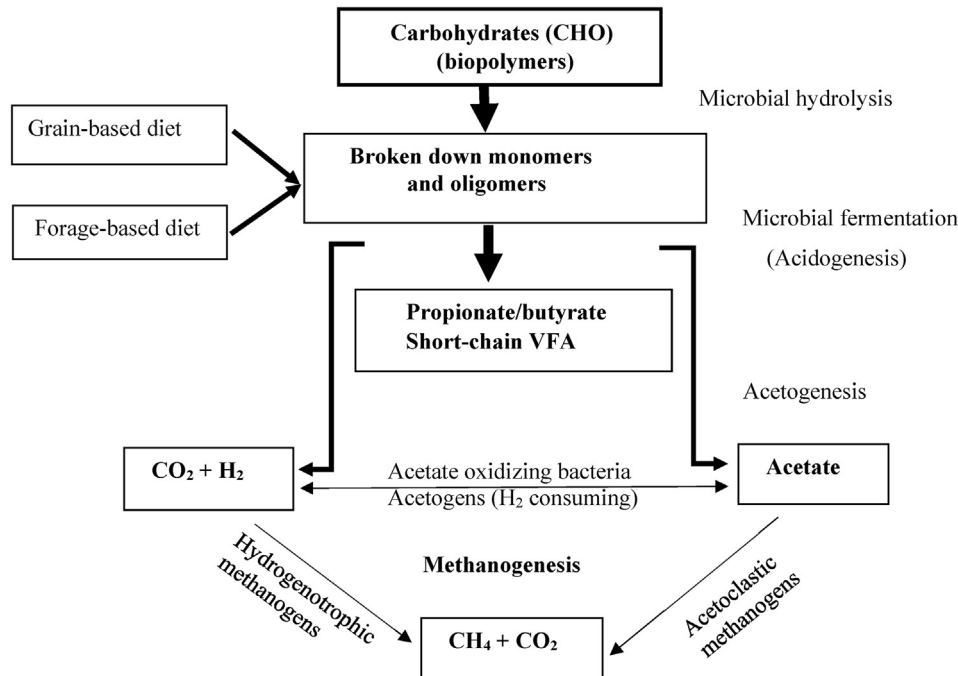 Carbohydrates (CHO)
(biopolymers)
Microbial hydrolysis
Grain-based diet
Broken down monomers
and oligomers
Forage-based diet
Microbial fermentation
(Acidogenesis)
Propionate/butyrate
Short-chain VFA
Acetogenesis
CO₂ + H₂
Acetate oxidizing bacteria
Acetogens (H₂ consuming)
Acetate
Hydrogenotrophic
methanogens
Methanogenesis
Acetoclastic
methanogens
CH₄ + CO₂